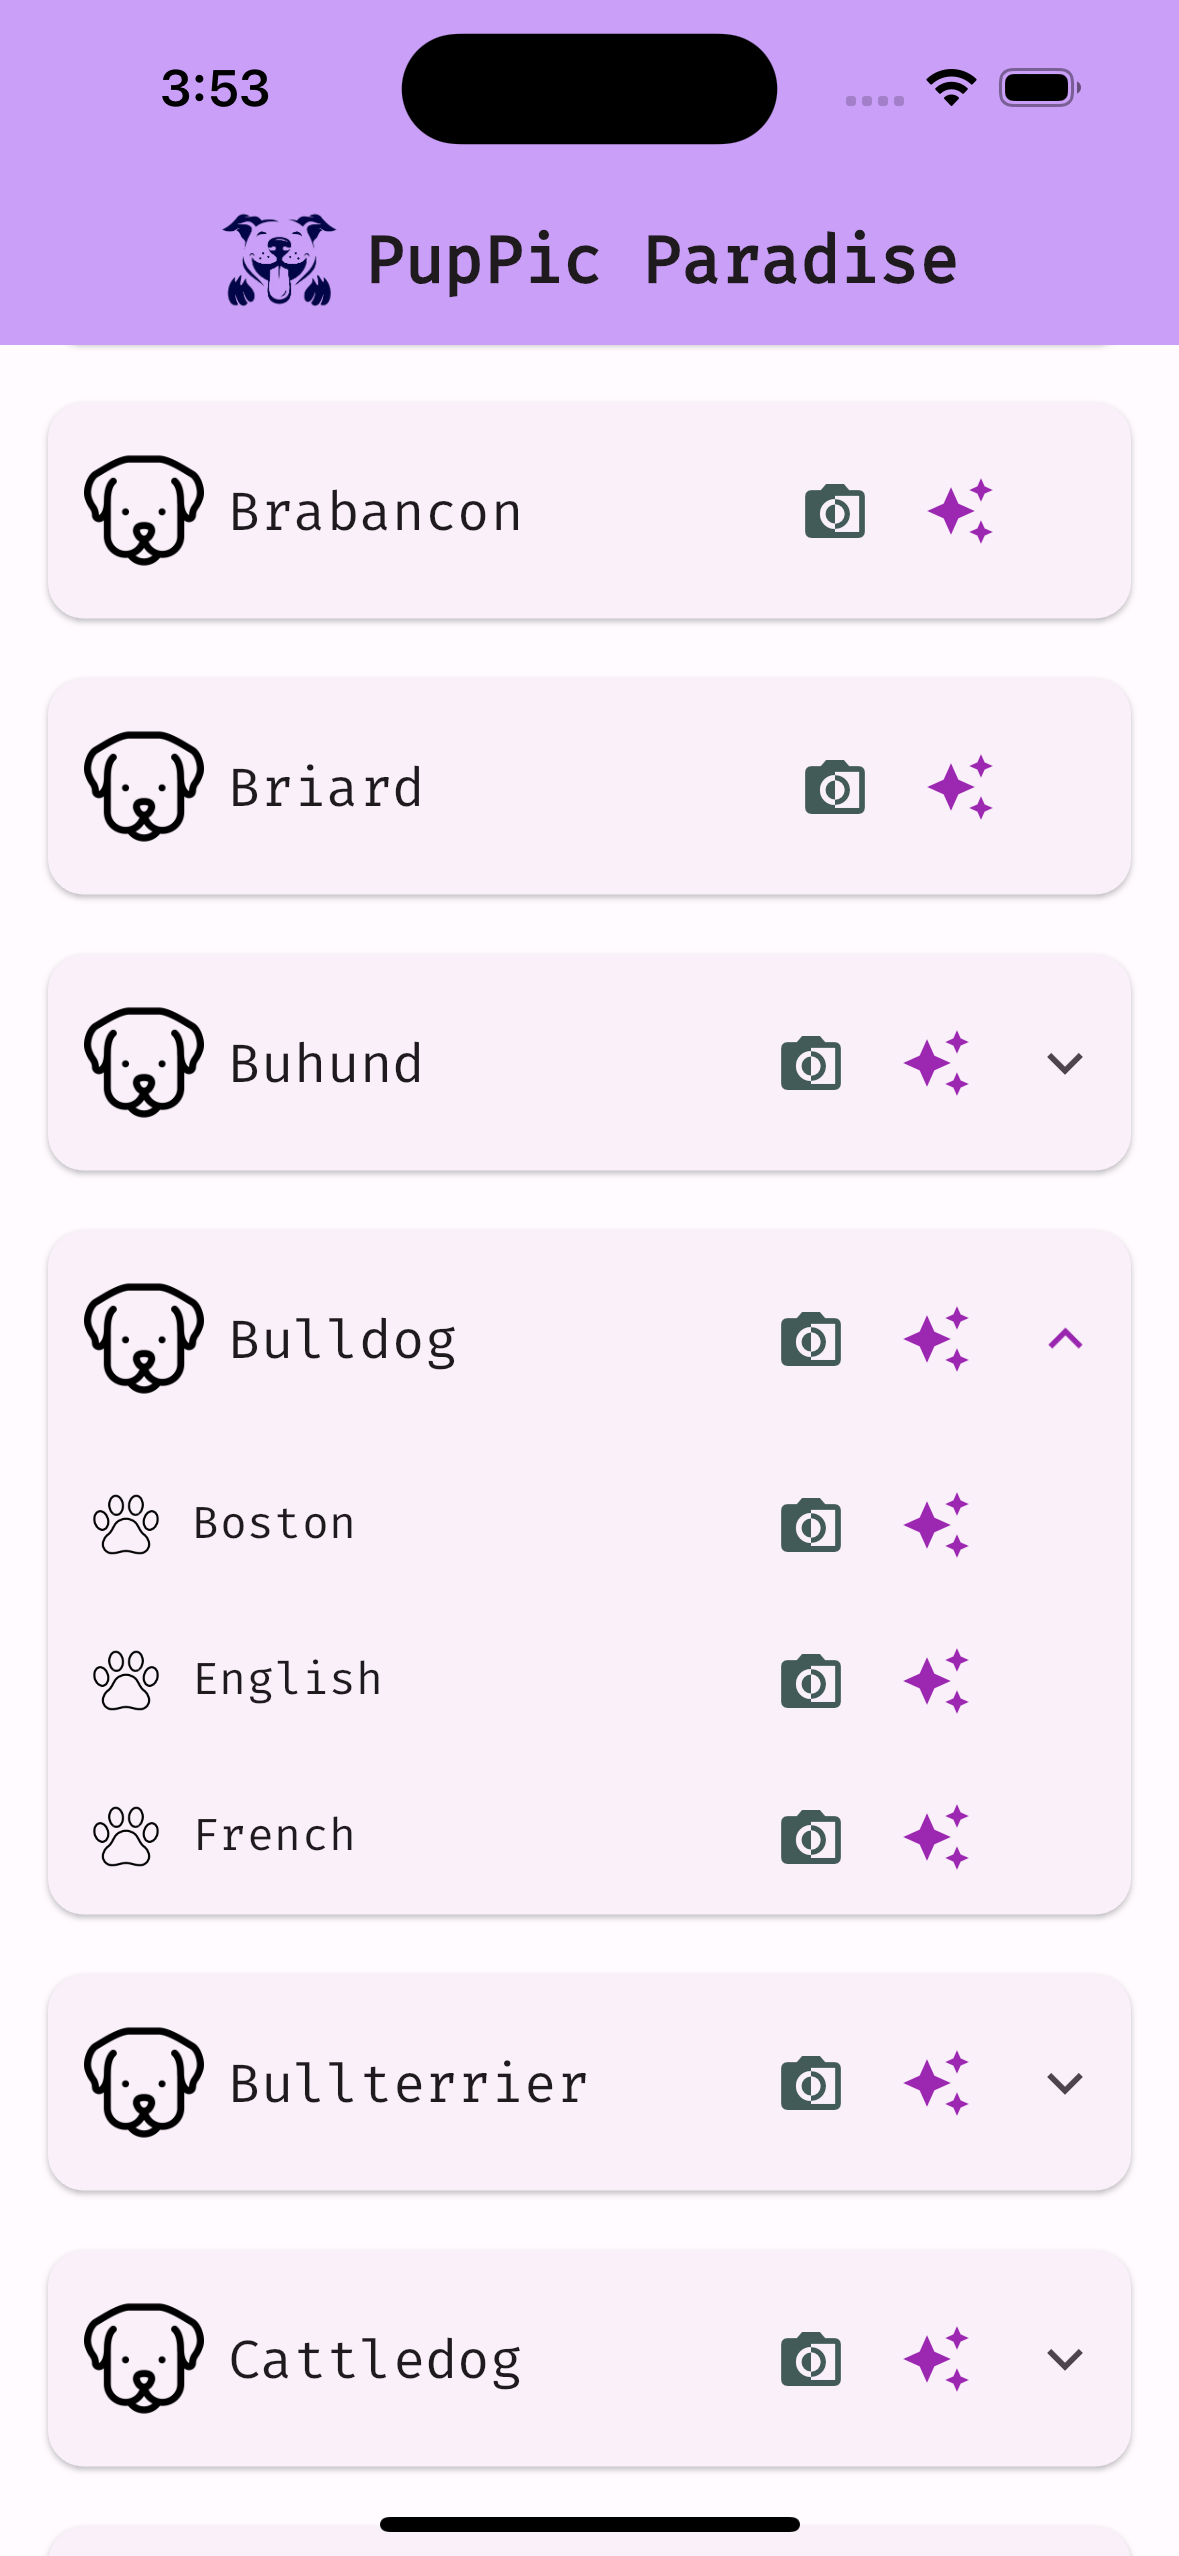 3:53
PupPic Paradise
Brabancon
Briard
Buhund
Bulldog
Boston
English
French
Bullterrier
Cattledog